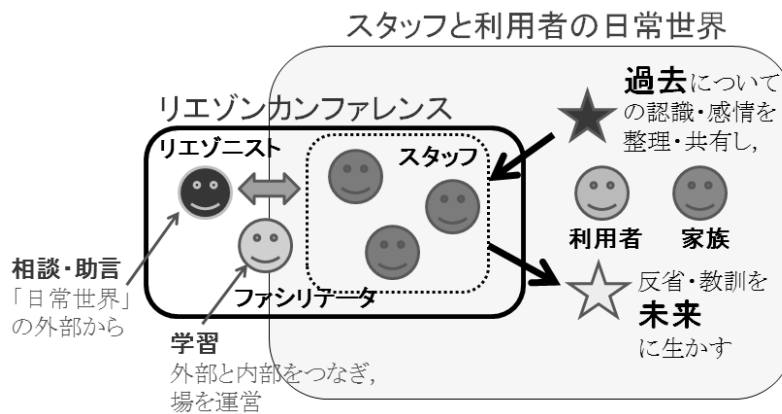 スタッフと利用者の日常世界
リエゾンカンファレンス
リエゾニスト
スタッフ
ファシリテータ
過去について
の認識・感情を
整理・共有し,
利用者
家族
反省・教訓を
未来
に生かす
相談・助言
「日常世界」
の外部から
学習
外部と内部をつなぎ,
場を運営